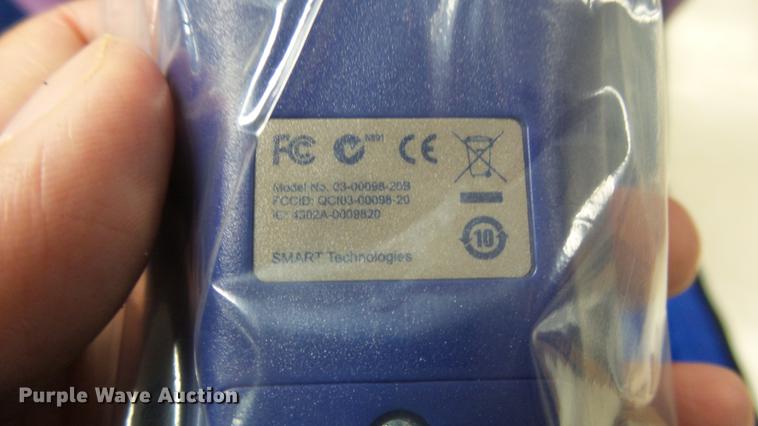 FC CE
Model No. 03-00098-20B
FCCID: QCI03-00098-20
IC: 4302A-0009820
10
SMART Technologies
Purple Wave Auction